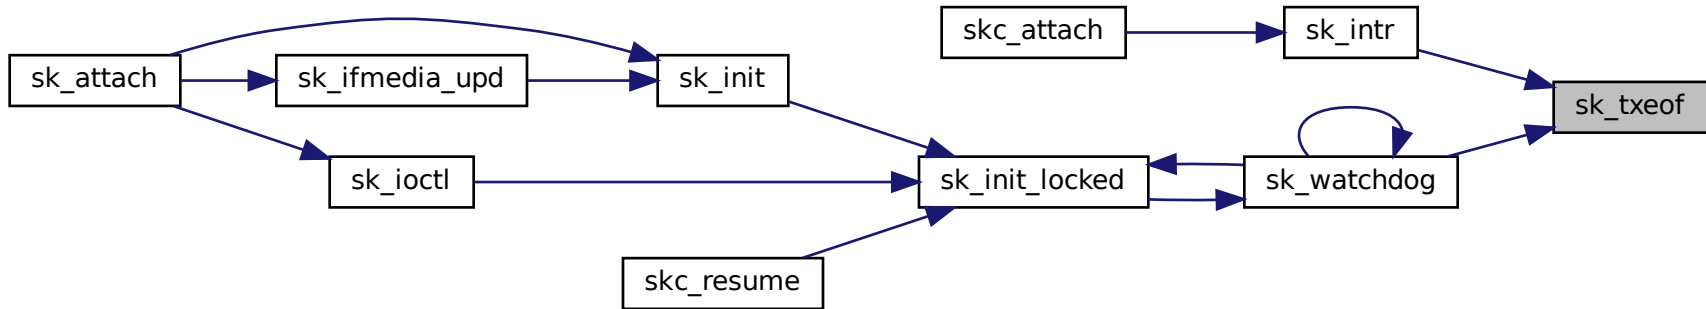 skc_attach
sk_intr
sk_attach
sk_ifmedia_upd
sk_init
sk_txeof
sk_ioctl
sk_init_locked
sk_watchdog
skc_resume